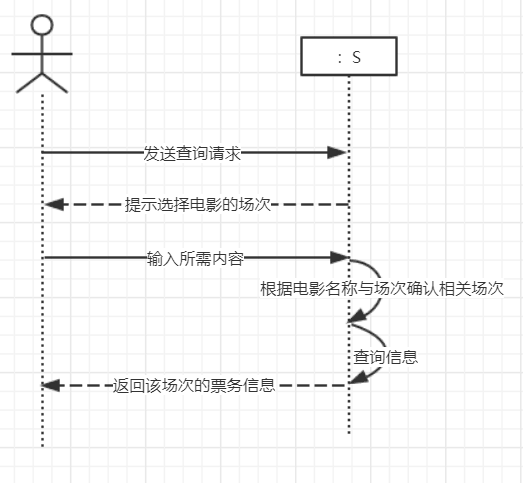 : S
发送查询请求
提示选择电影的场次
输入所需内容
根据电影名称与场次确认相关场次
查询信息
返回该场次的票务信息